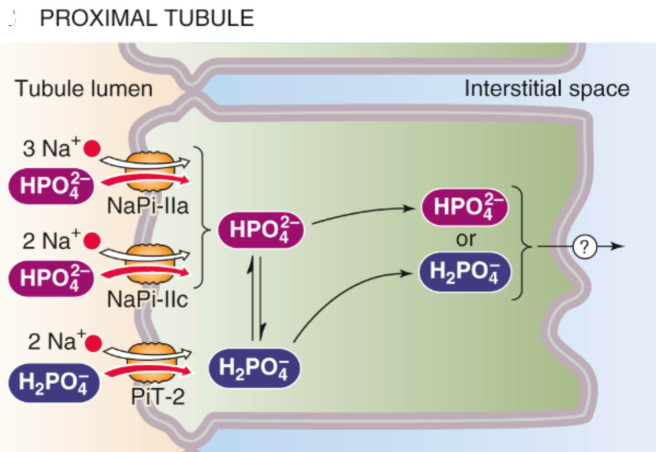 PROXIMAL TUBULE
Tubule lumen
Interstitial space
3 Na⁺
HPO₄²⁻
NaPi-IIa
2 Na⁺
HPO₄²⁻
NaPi-IIc
2 Na⁺
H₂PO₄⁻
PiT-2
HPO₄²⁻
H₂PO₄⁻
HPO₄²⁻
or
H₂PO₄⁻
?